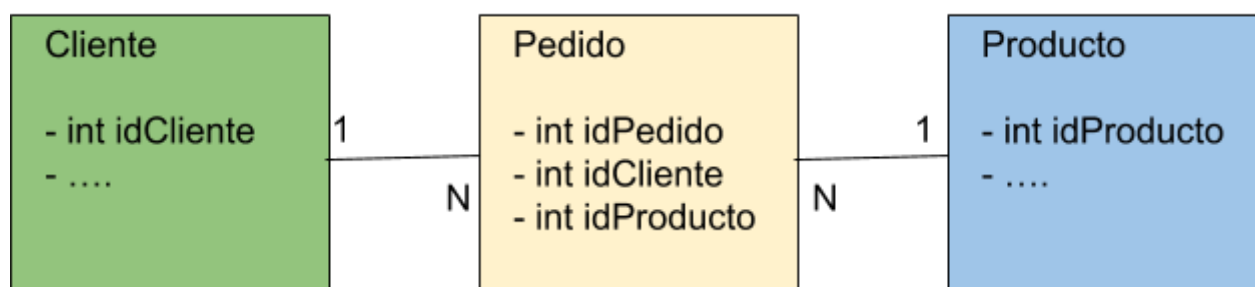 Cliente
- int idCliente
- ....
1
N
Pedido
- int idPedido
- int idCliente
- int idProducto
1
N
Producto
- int idProducto
- ....